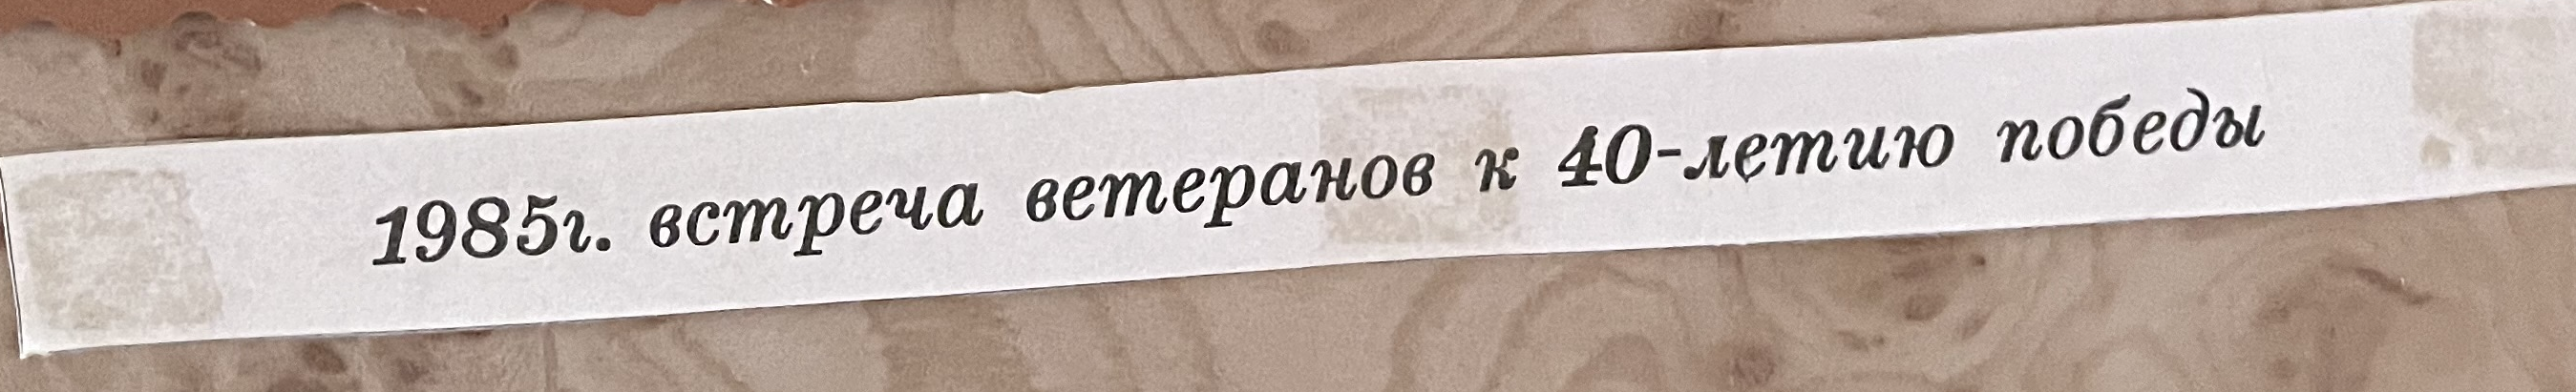 1985г. встреча ветеранов к 40-летию победы